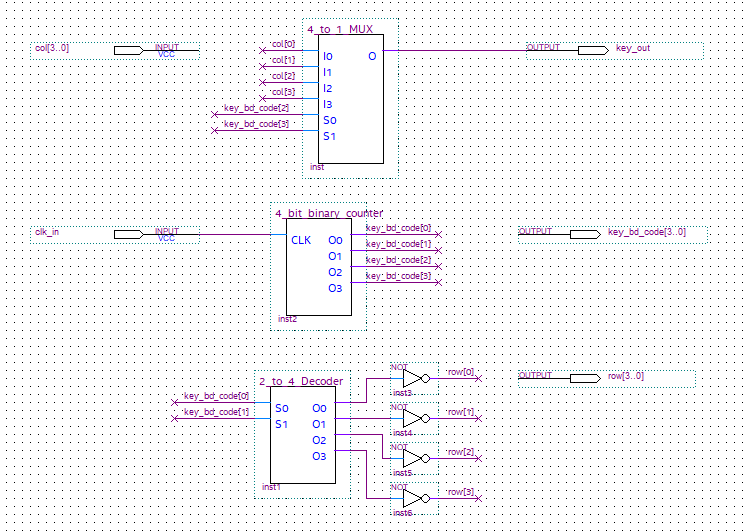 4_to_1_MUX
col[3..0]
INPUT
VCC
col[0]
col[1]
col[2]
col[3]
key_bd_code[2]
key_bd_code[3]
I0
I1
I2
I3
S0
S1
O
inst
OUTPUT
key_out
4_bit_binary_counter
clk_in
INPUT
VCC
CLK
O0
O1
O2
O3
key_bd_code[0]
key_bd_code[1]
key_bd_code[2]
key_bd_code[3]
inst2
OUTPUT
key_bd_code[3..0]
2_to_4_Decoder
key_bd_code[0]
key_bd_code[1]
S0
S1
O0
O1
O2
O3
inst1
NOT
row[0]
inst3
NOT
row[1]
inst4
NOT
row[2]
inst5
NOT
row[3]
inst6
OUTPUT
row[3..0]